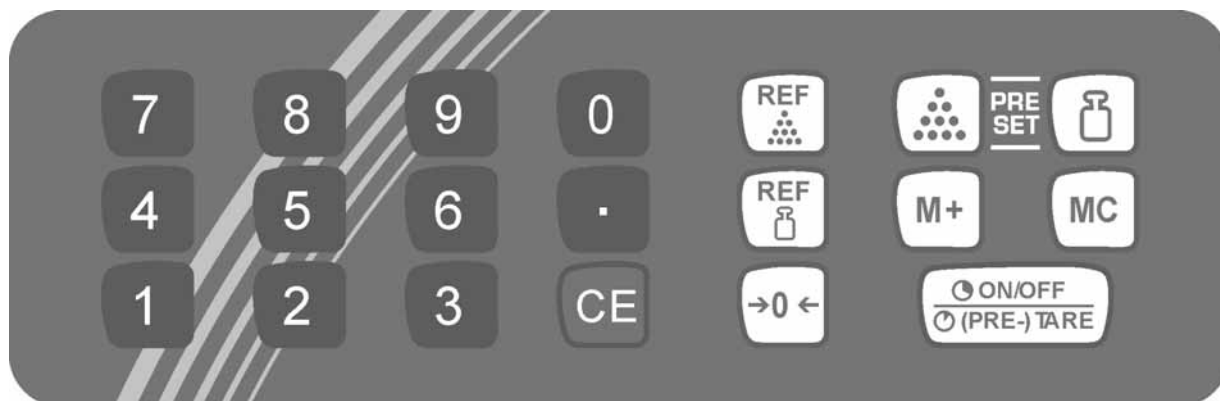 7 8 9 0 REF PRE SET
4 5 6 . REF M+ MC
1 2 3 CE →0← ON/OFF
(PRE-) TARE